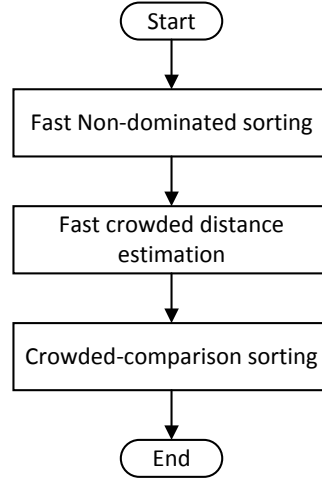 Start
Fast Non-dominated sorting
Fast crowded distance
estimation
Crowded-comparison sorting
End